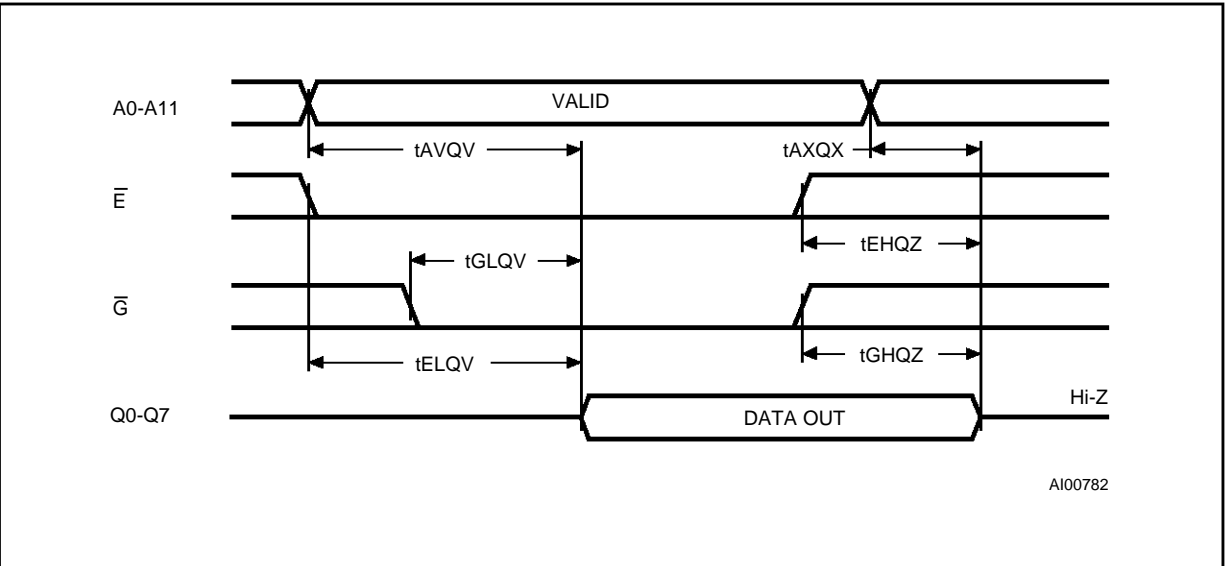 A0-A11
VALID
tAVQV
tAXQX
E̅
tEHQZ
tGLQV
G̅
tGHQZ
tELQV
Hi-Z
Q0-Q7
DATA OUT
AI00782